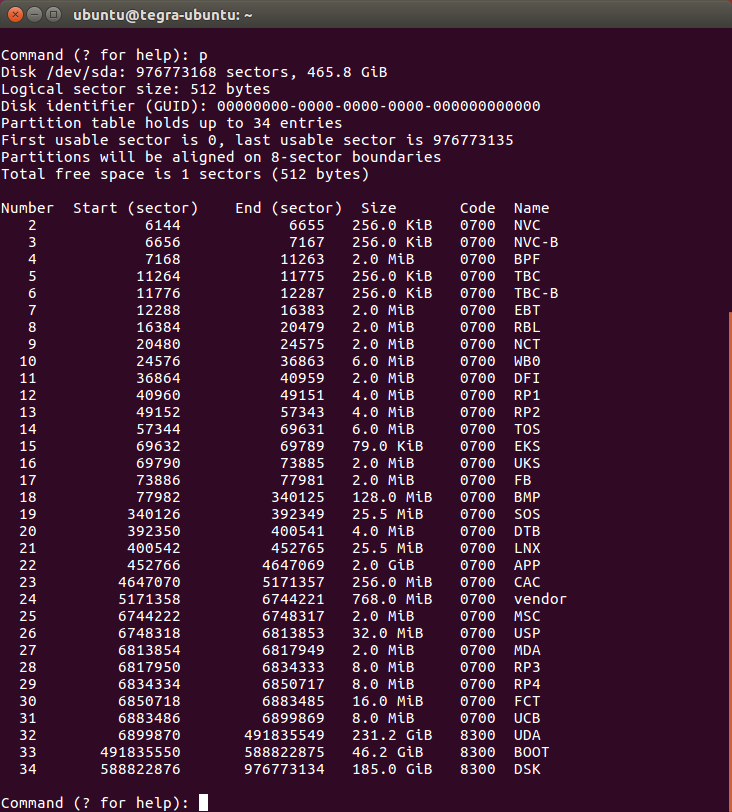 ubuntu@tegra-ubuntu: ~
Command (? for help): p
Disk /dev/sda: 976773168 sectors, 465.8 GiB
Logical sector size: 512 bytes
Disk identifier (GUID): 00000000-0000-0000-0000-000000000000
Partition table holds up to 34 entries
First usable sector is 0, last usable sector is 976773135
Partitions will be aligned on 8-sector boundaries
Total free space is 1 sectors (512 bytes)
Number  Start (sector)    End (sector)  Size       Code  Name
   2            6144            6655   256.0 KiB   0700  NVC
   3            6656            7167   256.0 KiB   0700  NVC-B
   4            7168           11263   2.0 MiB     0700  BPF
   5           11264           11775   256.0 KiB   0700  TBC
   6           11776           12287   256.0 KiB   0700  TBC-B
   7           12288           16383   2.0 MiB     0700  EBT
   8           16384           20479   2.0 MiB     0700  RBL
   9           20480           24575   2.0 MiB     0700  NCT
  10           24576           36863   6.0 MiB     0700  WB0
  11           36864           40959   2.0 MiB     0700  DFI
  12           40960           49151   4.0 MiB     0700  RP1
  13           49152           57343   4.0 MiB     0700  RP2
  14           57344           69631   6.0 MiB     0700  TOS
  15           69632           69789   79.0 KiB    0700  EKS
  16           69790           73885   2.0 MiB     0700  UKS
  17           73886           77981   2.0 MiB     0700  FB
  18           77982          340125   128.0 MiB   0700  BMP
  19          340126          392349   25.5 MiB    0700  SOS
  20          392350          400541   4.0 MiB     0700  DTB
  21          400542          452765   25.5 MiB    0700  LNX
  22          452766         4647069   2.0 GiB     0700  APP
  23         4647070         5171357   256.0 MiB   0700  CAC
  24         5171358         6744221   768.0 MiB   0700  vendor
  25         6744222         6748317   2.0 MiB     0700  MSC
  26         6748318         6813853   32.0 MiB    0700  USP
  27         6813854         6817949   2.0 MiB     0700  MDA
  28         6817950         6834333   8.0 MiB     0700  RP3
  29         6834334         6850717   8.0 MiB     0700  RP4
  30         6850718         6883485   16.0 MiB    0700  FCT
  31         6883486         6899869   8.0 MiB     0700  UCB
  32         6899870       491835549   231.2 GiB   8300  UDA
  33       491835550       588822875   46.2 GiB    8300  BOOT
  34       588822876       976773134   185.0 GiB   8300  DSK
Command (? for help):